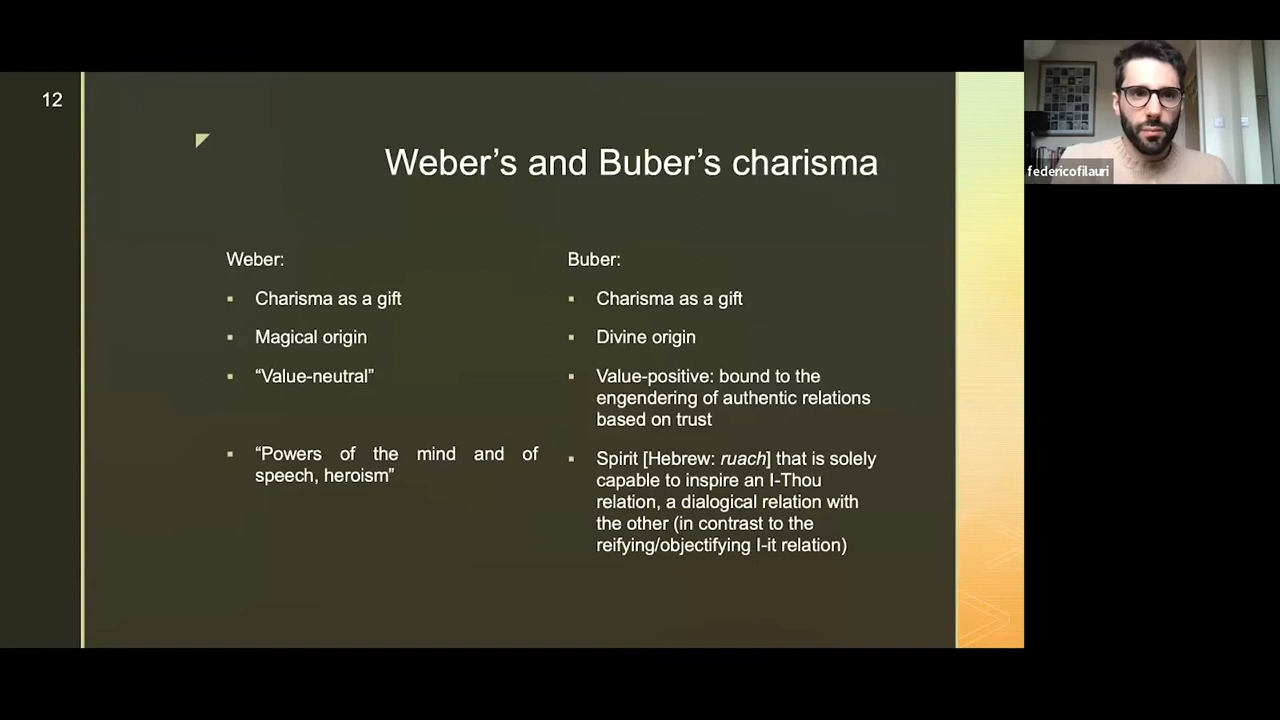 12
Weber’s and Buber’s charisma
Weber:
▪ Charisma as a gift
▪ Magical origin
▪ “Value-neutral”
▪ “Powers of the mind and of
speech, heroism”
Buber:
▪ Charisma as a gift
▪ Divine origin
▪ Value-positive: bound to the
engendering of authentic relations
based on trust
▪ Spirit [Hebrew: ruach] that is solely
capable to inspire an I-Thou
relation, a dialogical relation with
the other (in contrast to the
reifying/objectifying I-it relation)
federicofilauri